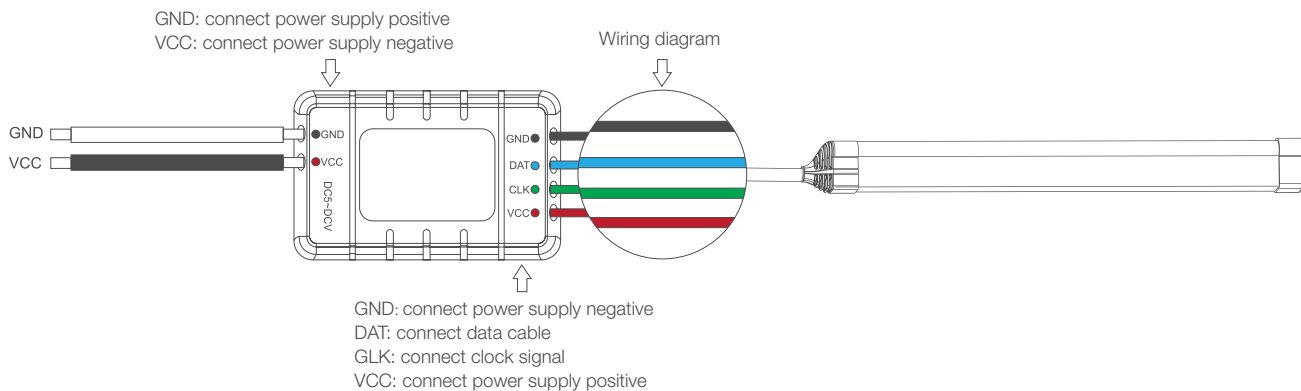 GND: connect power supply positive
VCC: connect power supply negative
Wiring diagram
GND
VCC
GND
VCC
DC5~DCV
GND
DAT
CLK
VCC
GND: connect power supply negative
DAT: connect data cable
GLK: connect clock signal
VCC: connect power supply positive